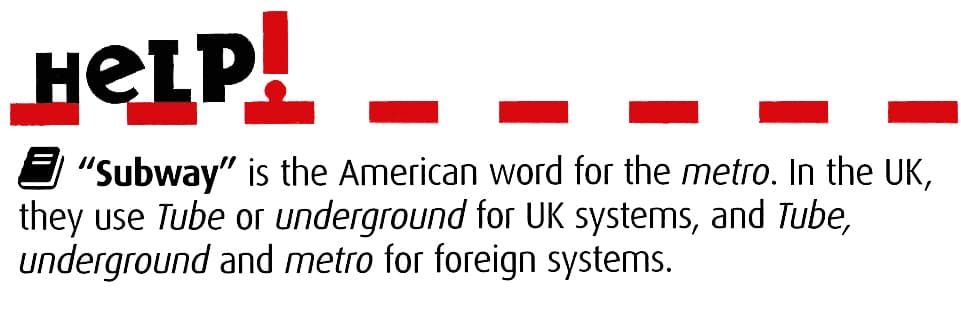 HELP!
“Subway” is the American word for the metro. In the UK,
they use Tube or underground for UK systems, and Tube,
underground and metro for foreign systems.